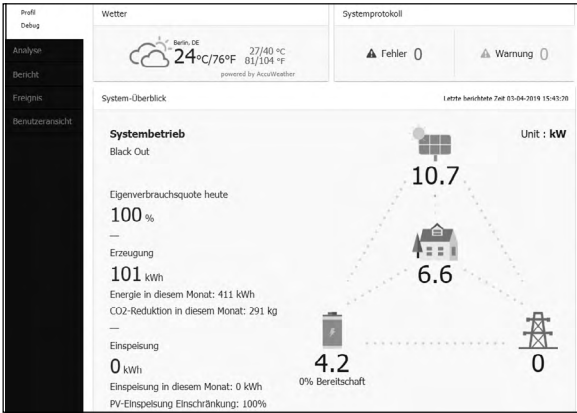 Profil
Debug
Analyse
Bericht
Ereignis
Benutzeransicht
Wetter
Berlin, DE
24°C/76°F
27/40 °C
81/104 °F
powered by AccuWeather
Systemprotokoll
Fehler 0
Warnung 0
System-Überblick
Letzte berichtete Zeit 03-04-2019 15:43:20
Systembetrieb
Black Out
Unit : kW
Eigenverbrauchsquote heute
100 %
Erzeugung
101 kWh
Energie in diesem Monat: 411 kWh
CO2-Reduktion in diesem Monat: 291 kg
Einspeisung
0 kWh
Einspeisung in diesem Monat: 0 kWh
PV-Einspeisung Einschränkung: 100%
10.7
6.6
4.2
0% Bereitschaft
0